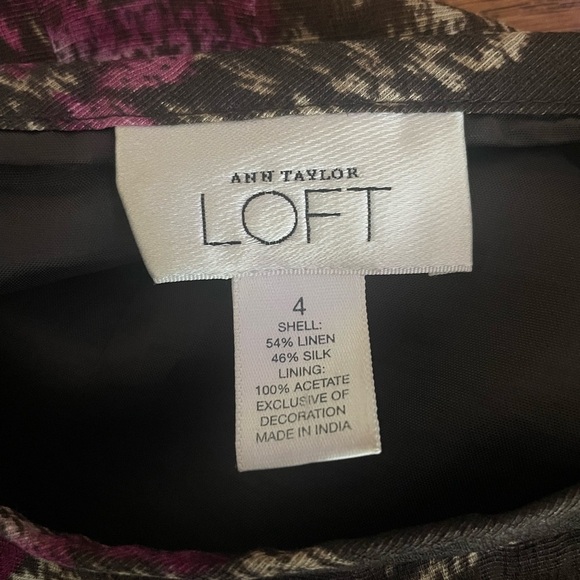 ANN TAYLOR
LOFT
4
SHELL:
54% LINEN
46% SILK
LINING:
100% ACETATE
EXCLUSIVE OF
DECORATION
MADE IN INDIA